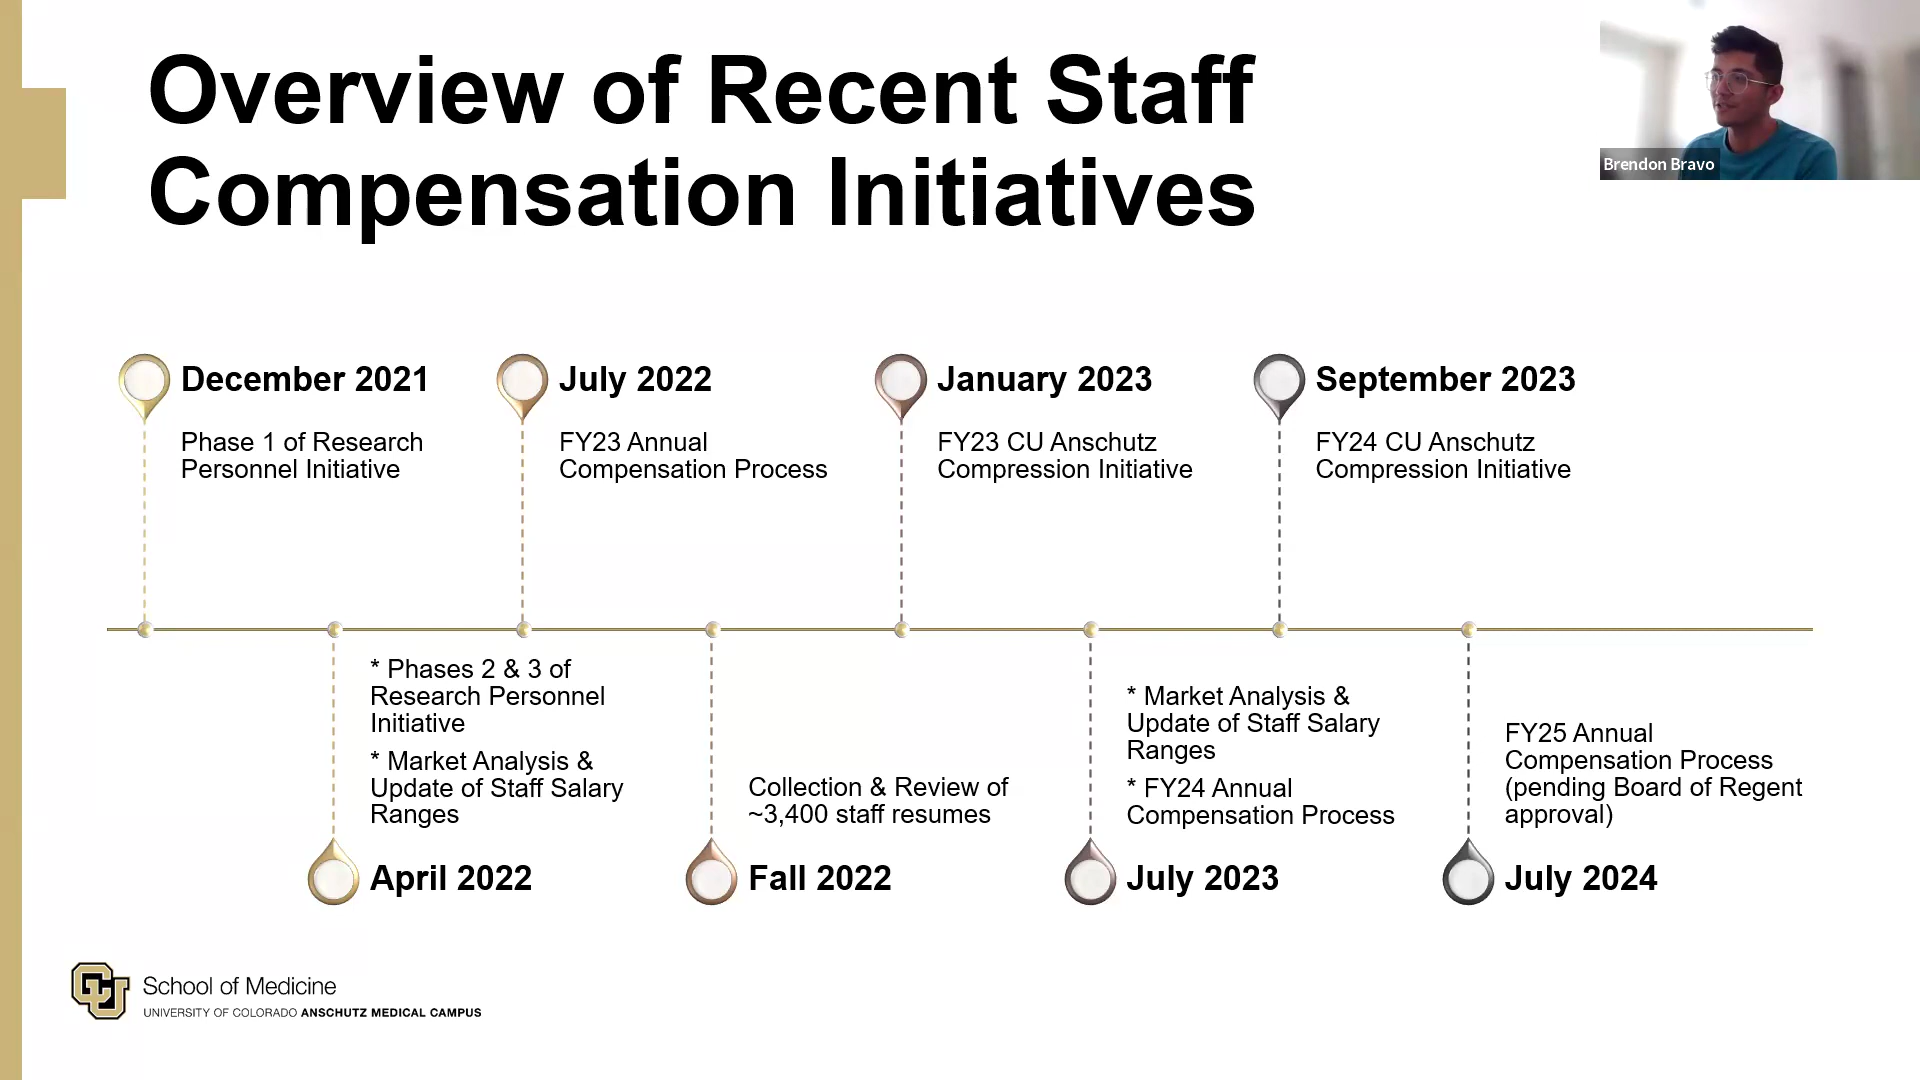 Overview of Recent Staff
Compensation Initiatives
Brendon Bravo
December 2021
Phase 1 of Research
Personnel Initiative
July 2022
FY23 Annual
Compensation Process
January 2023
FY23 CU Anschutz
Compression Initiative
September 2023
FY24 CU Anschutz
Compression Initiative
* Phases 2 & 3 of
Research Personnel
Initiative
* Market Analysis &
Update of Staff Salary
Ranges
April 2022
Collection & Review of
~3,400 staff resumes
Fall 2022
* Market Analysis &
Update of Staff Salary
Ranges
* FY24 Annual
Compensation Process
July 2023
FY25 Annual
Compensation Process
(pending Board of Regent
approval)
July 2024
CU
School of Medicine
UNIVERSITY OF COLORADO ANSCHUTZ MEDICAL CAMPUS